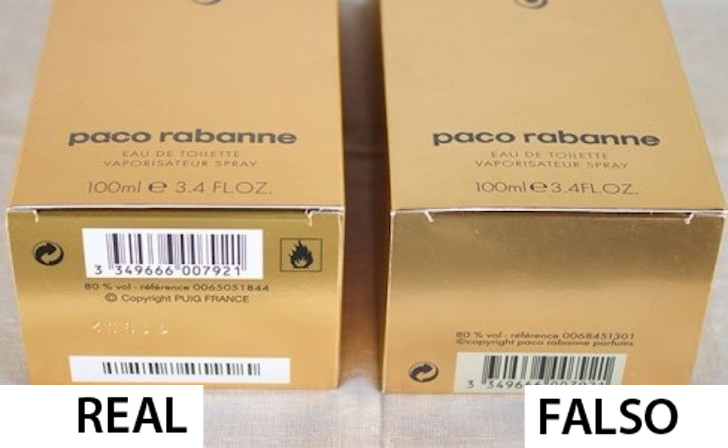 paco rabanne
EAU DE TOILETTE
VAPORISATEUR SPRAY
100ml e 3.4 FL.OZ.
3 349666 007921
80 % vol - référence 0065051844
© Copyright PUIG FRANCE
REAL
paco rabanne
EAU DE TOILETTE
VAPORISATEUR SPRAY
100ml e 3.4FL.OZ.
80 % vol - référence 0068451301
©copyright paco rabanne parfums
FALSO